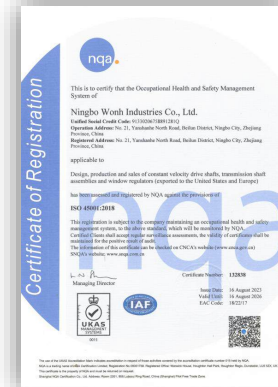 nqa.
Certificate of Registration
This is to certify that the Occupational Health and Safety Management
System of
Ningbo Wonh Industries Co., Ltd.
Unified Social Credit Code:
Operation Address: No. 21, Yanshanhe North Road, Beilun District, Ningbo City, Zhejiang
Province, China
Registered Address: No. 21, Yanshanhe North Road, Beilun District, Ningbo City, Zhejiang
Province, China
applicable to
Design, production and sales of constant velocity drive shafts, transmission shaft
assemblies and window regulators (exported to the United States and Europe)
has been assessed and registered by NQA against the provisions of
ISO 45001:2018
This registration is subject to the company maintaining an occupational health and safety
management system, to the above standard, which will be monitored by NQA.
Certified Clients shall accept regular surveillance assessments, the validity of certificate shall be
maintained for the positive result of audit.
The information of this certificate can be checked on CNCA's website (www.cnca.gov.cn)
Managing Director
Certificate Number: 132838
Issue Date: 16 August 2023
Valid Until: 16 August 2026
EAC Code: 18/22/17
UKAS
MANAGEMENT
SYSTEMS
0015
IAF
nqa